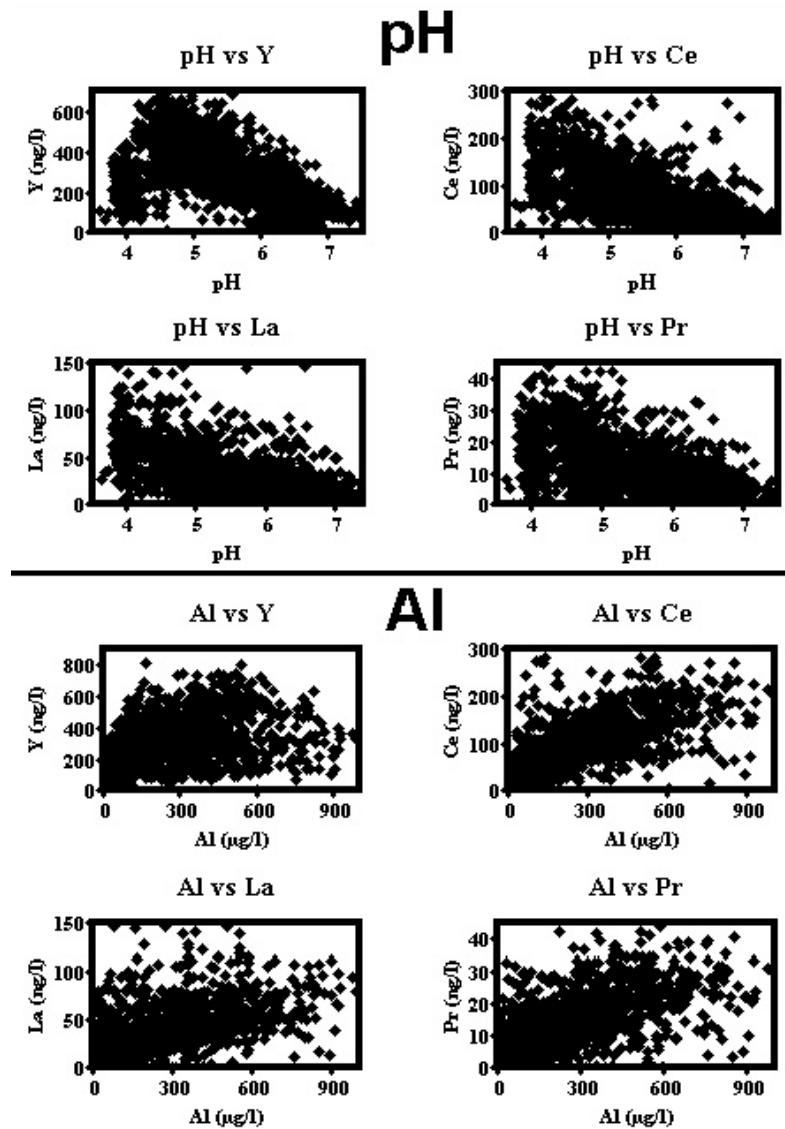 pH
pH vs Y
pH vs Ce
600
400
200
0
Y (ng/l)
4 5 6 7
pH
300
200
100
0
Ce (ng/l)
4 5 6 7
pH
pH vs La
pH vs Pr
150
100
50
0
La (ng/l)
4 5 6 7
pH
40
30
20
10
0
Pr (ng/l)
4 5 6 7
pH
Al
Al vs Y
Al vs Ce
800
600
400
200
0
Y (ng/l)
0 300 600 900
Al (µg/l)
300
200
100
0
Ce (ng/l)
0 300 600 900
Al (µg/l)
Al vs La
Al vs Pr
150
100
50
0
La (ng/l)
0 300 600 900
Al (µg/l)
40
30
20
10
0
Pr (ng/l)
0 300 600 900
Al (µg/l)